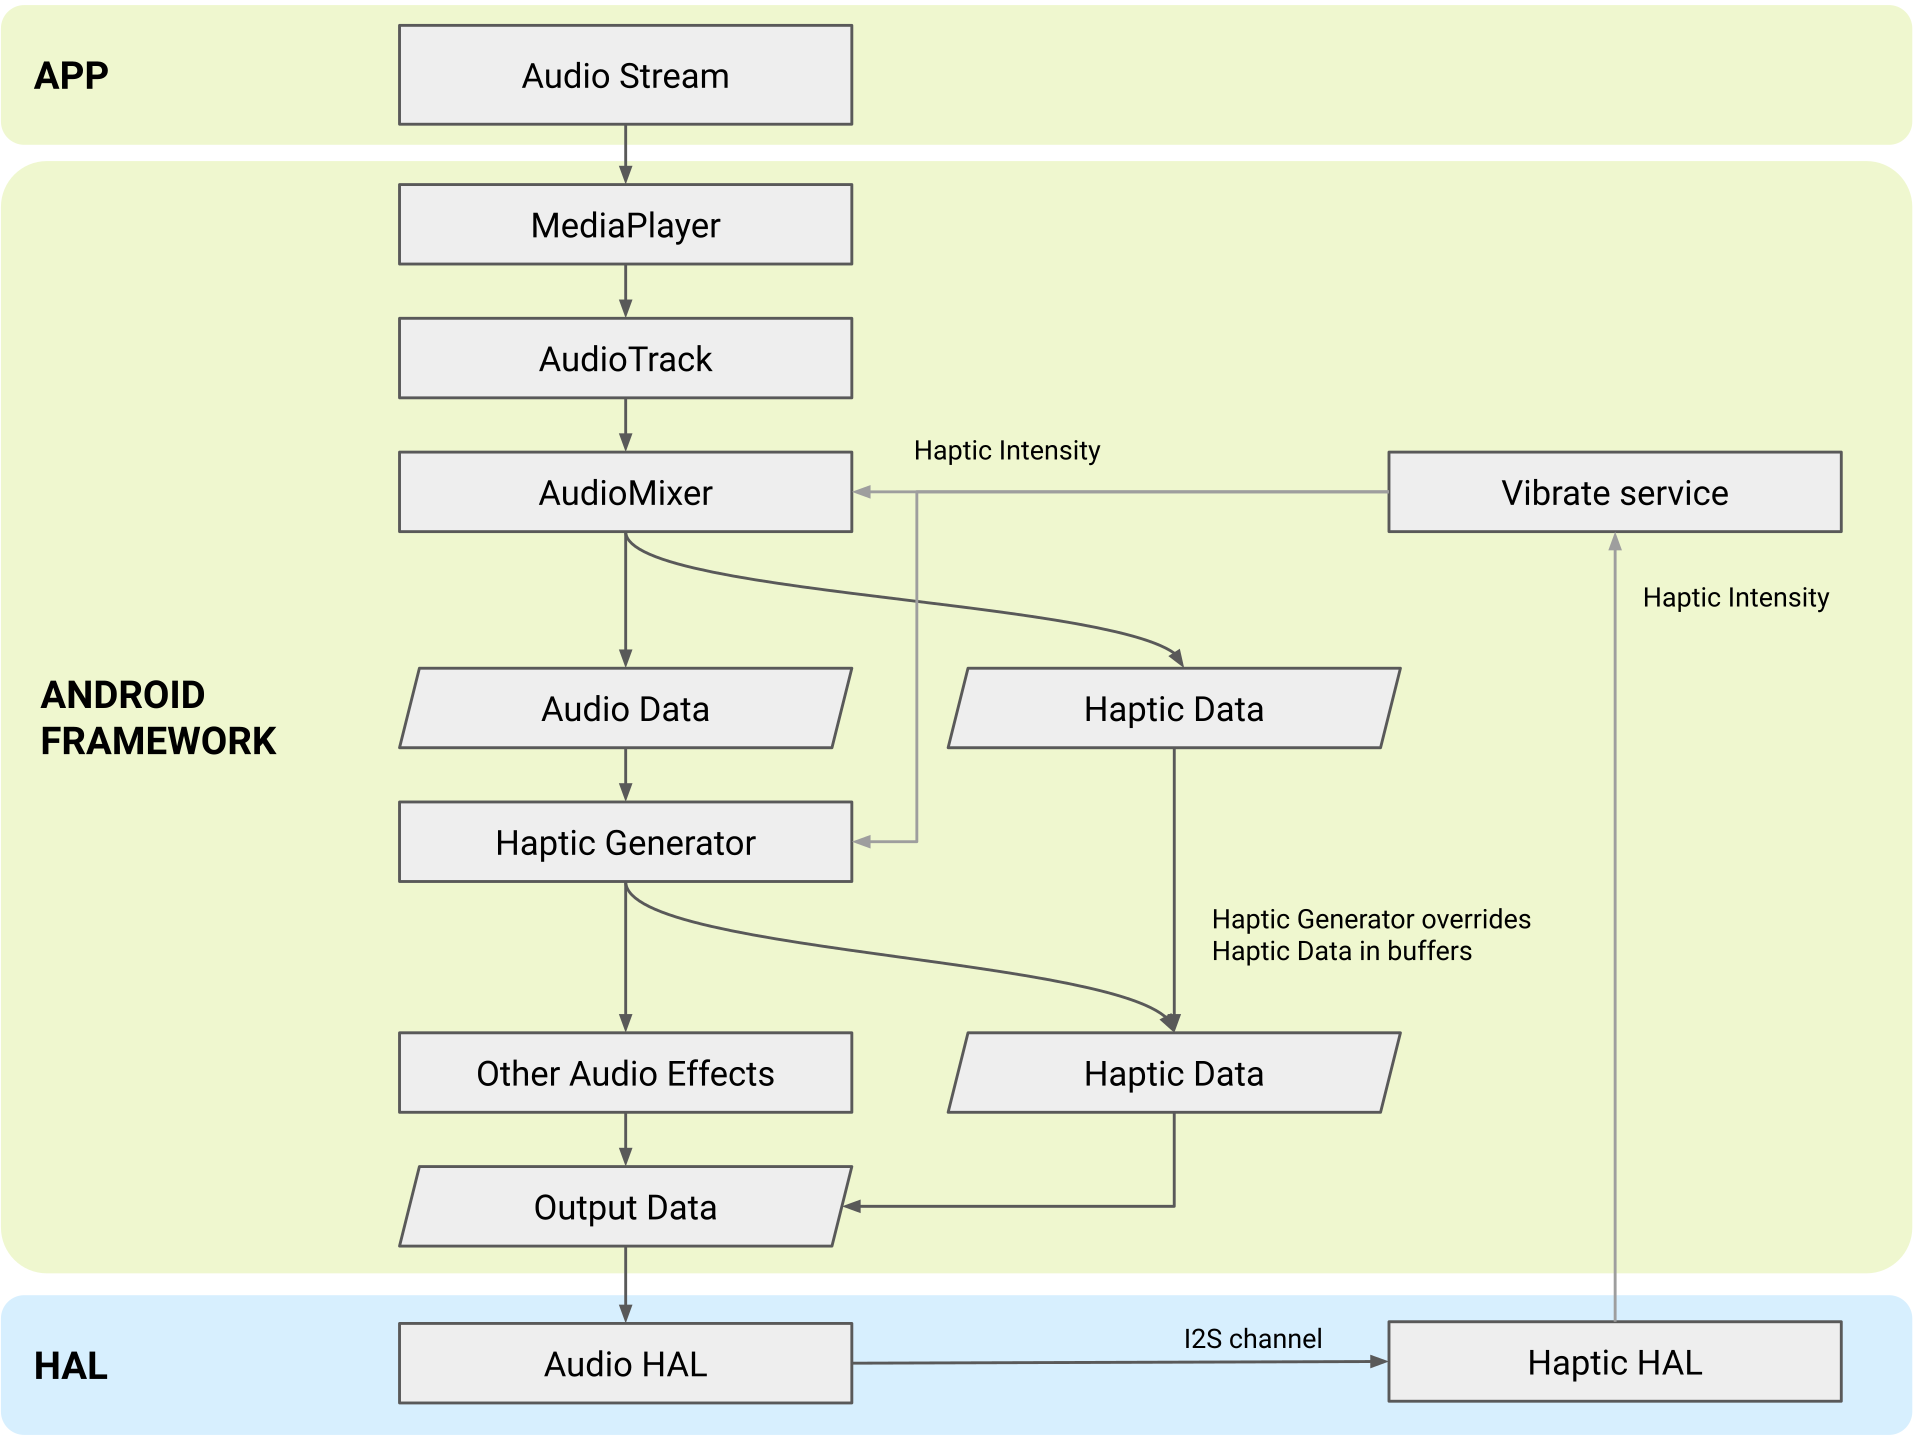 APP
Audio Stream
MediaPlayer
AudioTrack
Haptic Intensity
AudioMixer
Vibrate service
Haptic Intensity
ANDROID
FRAMEWORK
Audio Data
Haptic Data
Haptic Generator
Haptic Generator overrides
Haptic Data in buffers
Other Audio Effects
Haptic Data
Output Data
HAL
Audio HAL
I2S channel
Haptic HAL